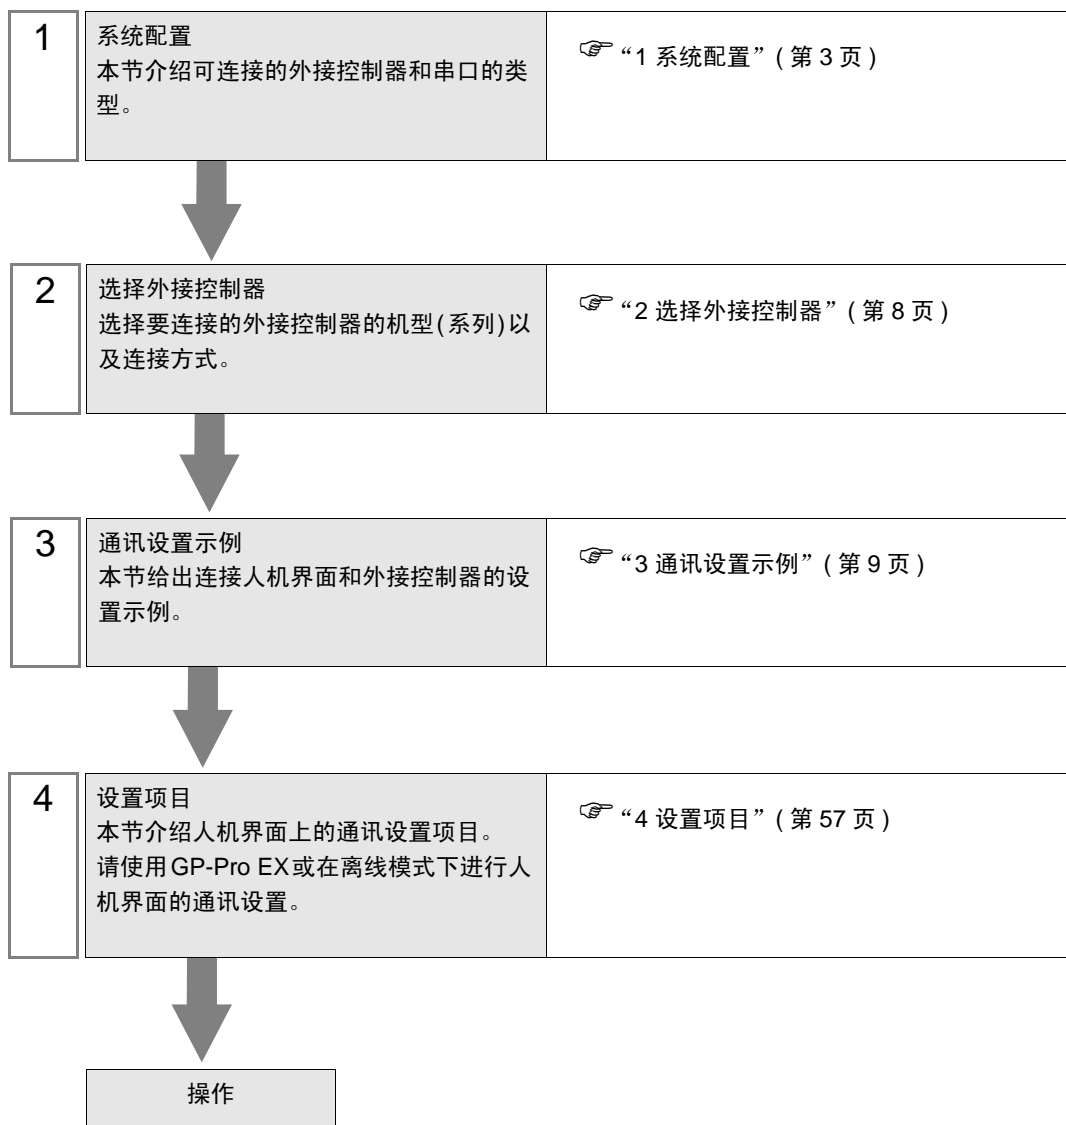 1
系统配置
本节介绍可连接的外接控制器和串口的类
型。
“1 系统配置” ( 第 3 页 )
2
选择外接控制器
选择要连接的外接控制器的机型(系列)以
及连接方式。
“2 选择外接控制器” ( 第 8 页 )
3
通讯设置示例
本节给出连接人机界面和外接控制器的设
置示例。
“3 通讯设置示例” ( 第 9 页 )
4
设置项目
本节介绍人机界面上的通讯设置项目。
请使用GP-Pro EX或在离线模式下进行人
机界面的通讯设置。
“4 设置项目” ( 第 57 页 )
操作